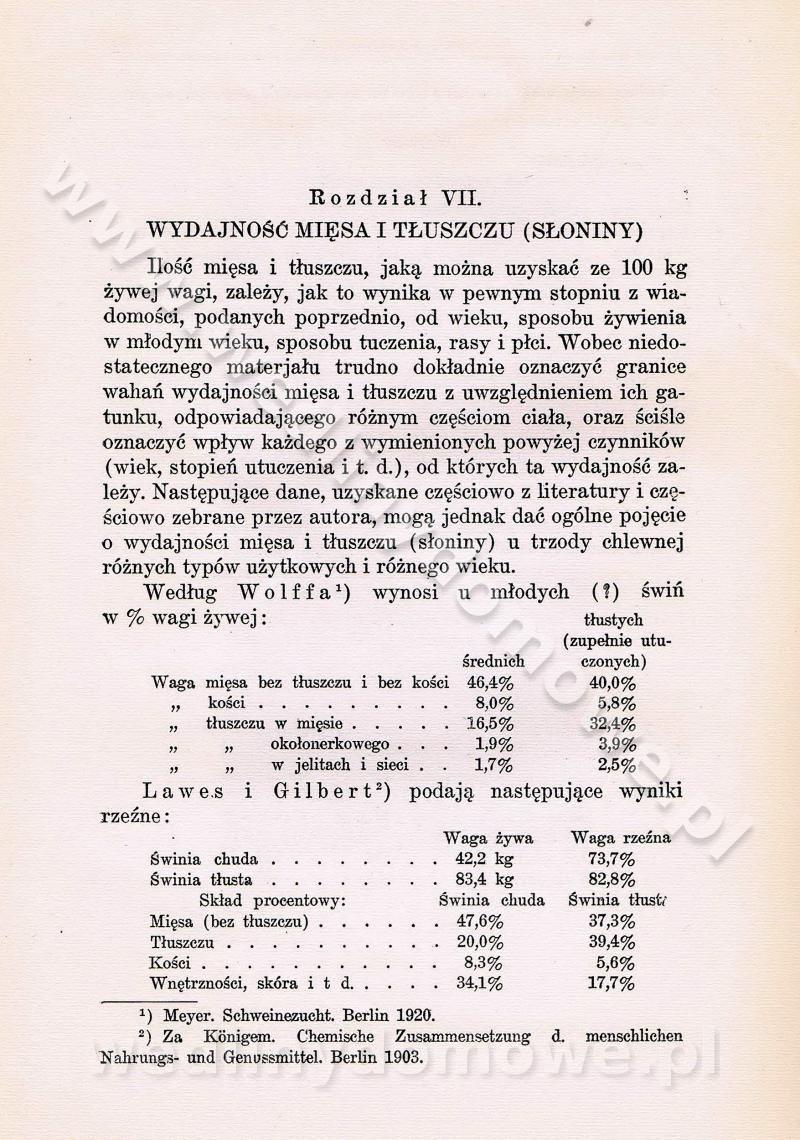 Rozdział VII.
WYDAJNOŚĆ MIĘSA I TŁUSZCZU (SŁONINY)
Ilość mięsa i tłuszczu, jaką można uzyskać ze 100 kg
żywej wagi, zależy, jak to wynika w pewnym stopniu z wia-
domości, podanych poprzednio, od wieku, sposobu żywienia
w młodym wieku, sposobu tuczenia, rasy i płci. Wobec niedo-
statecznego materjału trudno dokładnie oznaczyć granice
wahań wydajności mięsa i tłuszczu z uwzględnieniem ich ga-
tunku, odpowiadającego różnym częściom ciała, oraz ściśle
oznaczyć wpływ każdego z wymienionych powyżej czynników
(wiek, stopień utuczenia i t. d.), od których ta wydajność za-
leży. Następujące dane, uzyskane częściowo z literatury i czę-
ściowo zebrane przez autora, mogą jednak dać ogólne pojęcie
o wydajności mięsa i tłuszczu (słoniny) u trzody chlewnej
różnych typów użytkowych i różnego wieku.
Według Wolffa¹) wynosi u młodych (?) świń
w % wagi żywej: tłustych
(zupełnie utu-
średnich czonych)
Waga mięsa bez tłuszczu i bez kości 46,4% 40,0%
„ kości . . . . . . . . . 8,0% 5,8%
„ tłuszczu w mięsie . . . . . 16,5% 32,4%
„ „ okołonerkowego . . . 1,9% 3,9%
„ „ w jelitach i sieci . . 1,7% 2,5%
Lawes i Gilbert²) podają następujące wyniki
rzeźne:
Waga żywa Waga rzeźna
Świnia chuda . . . . . . . . 42,2 kg 73,7%
Świnia tłusta . . . . . . . . 83,4 kg 82,8%
Skład procentowy: Świnia chuda Świnia tłusta
Mięsa (bez tłuszczu) . . . . . . 47,6% 37,3%
Tłuszczu . . . . . . . . . . 20,0% 39,4%
Kości . . . . . . . . . . . 8,3% 5,6%
Wnętrzności, skóra i t d. . . . . 34,1% 17,7%
¹) Meyer. Schweinezucht. Berlin 1920.
²) Za Königem. Chemische Zusammensetzung d. menschlichen
Nahrungs- und Genussmittel. Berlin 1903.
www.wedlinydomowe.pl
wedlinydomowe.pl